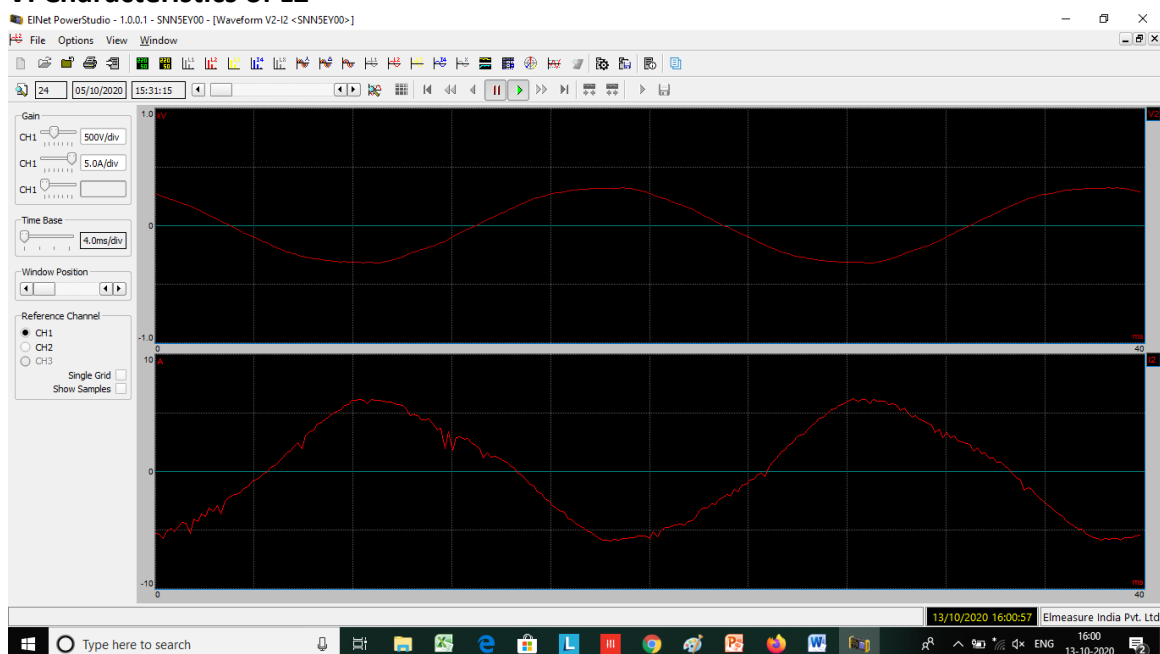 EINet PowerStudio - 1.0.0.1 - SNN5EY00 - [Waveform V2-I2 <SNN5EY00>]
File Options View Window
24 05/10/2020 15:31:15
Gain
CH1 500V/div
CH1 5.0A/div
CH1
Time Base
4.0ms/div
Window Position
Reference Channel
CH1
CH2
CH3
Single Grid
Show Samples
1.0 kV V2
0
-1.0 ms
0 40
10 A I2
0
-10 ms
0 40
13/10/2020 16:00:57 Elmeasure India Pvt. Ltd
Type here to search
ENG 16:00
13-10-2020